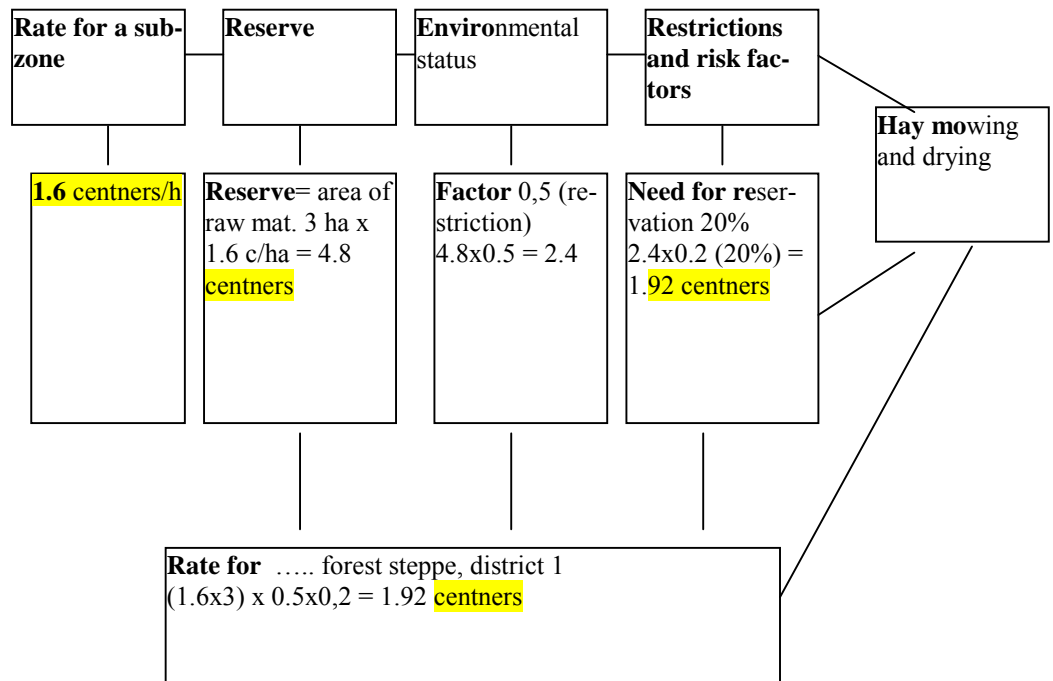 Rate for a sub-
zone
Reserve
Environmental
status
Restrictions
and risk fac-
tors
Hay mowing
and drying
1.6 centners/h
Reserve= area of
raw mat. 3 ha x
1.6 c/ha = 4.8
centners
Factor 0,5 (re-
striction)
4.8x0.5 = 2.4
Need for reser-
vation 20%
2.4x0.2 (20%) =
1.92 centners
Rate for ….. forest steppe, district 1
(1.6x3) x 0.5x0,2 = 1.92 centners